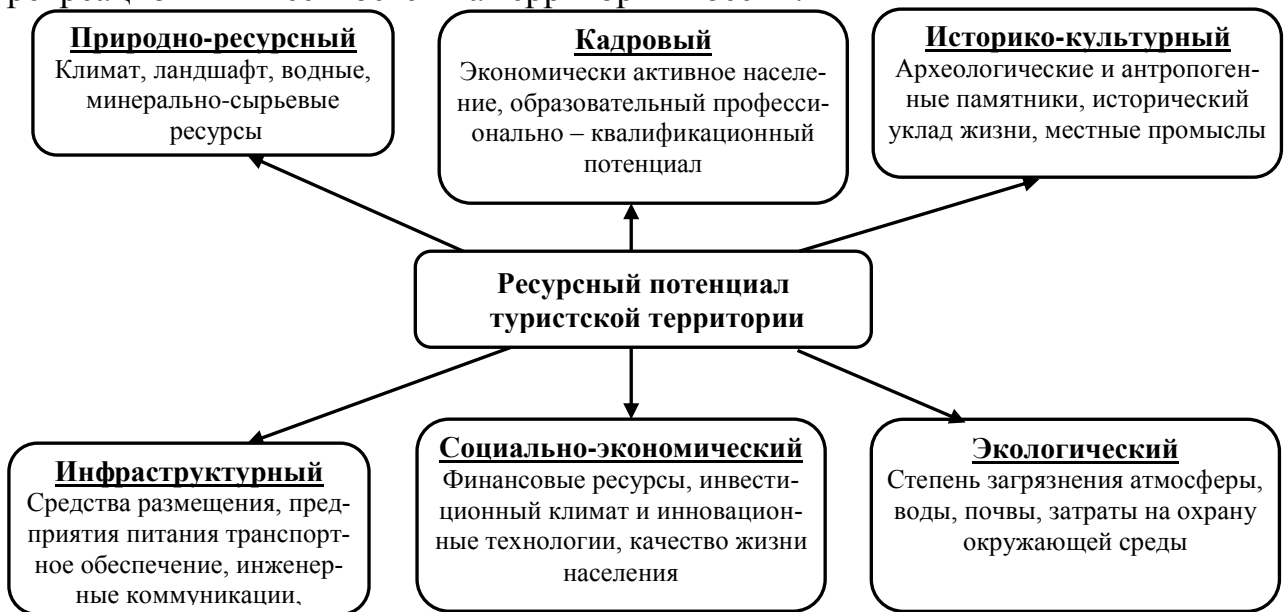 Природно-ресурсный
Климат, ландшафт, водные,
минерально-сырьевые
ресурсы
Кадровый
Экономически активное населе-
ние, образовательный професси-
онально – квалификационный
потенциал
Историко-культурный
Археологические и антропоген-
ные памятники, исторический
уклад жизни, местные промыслы
Ресурсный потенциал
туристской территории
Инфраструктурный
Средства размещения, пред-
приятия питания транспорт-
ное обеспечение, инженер-
ные коммуникации,
Социально-экономический
Финансовые ресурсы, инвести-
ционный климат и инновацион-
ные технологии, качество жизни
населения
Экологический
Степень загрязнения атмосферы,
воды, почвы, затраты на охрану
окружающей среды